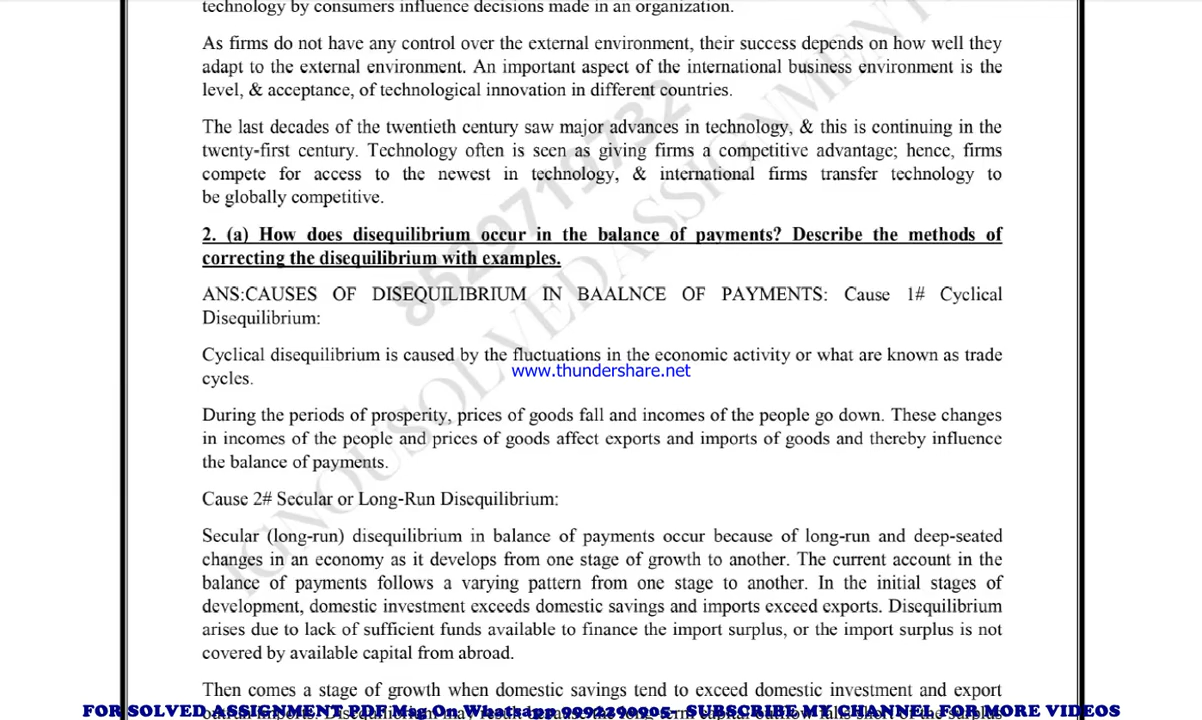 technology by consumers influence decisions made in an organization.
As firms do not have any control over the external environment, their success depends on how well they
adapt to the external environment. An important aspect of the international business environment is the
level, & acceptance, of technological innovation in different countries.
The last decades of the twentieth century saw major advances in technology, & this is continuing in the
twenty-first century. Technology often is seen as giving firms a competitive advantage; hence, firms
compete for access to the newest in technology, & international firms transfer technology to
be globally competitive.
2. (a) How does disequilibrium occur in the balance of payments? Describe the methods of
correcting the disequilibrium with examples.
ANS:CAUSES OF DISEQUILIBRIUM IN BAALNCE OF PAYMENTS: Cause 1# Cyclical
Disequilibrium:
Cyclical disequilibrium is caused by the fluctuations in the economic activity or what are known as trade
www.thundershare.net
cycles.
During the periods of prosperity, prices of goods fall and incomes of the people go down. These changes
in incomes of the people and prices of goods affect exports and imports of goods and thereby influence
the balance of payments.
Cause 2# Secular or Long-Run Disequilibrium:
Secular (long-run) disequilibrium in balance of payments occur because of long-run and deep-seated
changes in an economy as it develops from one stage of growth to another. The current account in the
balance of payments follows a varying pattern from one stage to another. In the initial stages of
development, domestic investment exceeds domestic savings and imports exceed exports. Disequilibrium
arises due to lack of sufficient funds available to finance the import surplus, or the import surplus is not
covered by available capital from abroad.
Then comes a stage of growth when domestic savings tend to exceed domestic investment and export
FOR SOLVED ASSIGNMENT PDF Msg On Whatsapp 9992390905- SUBSCRIBE MY CHANNEL FOR MORE VIDEOS
8529719732
IGNOUSOLVEDASSIGNMENT